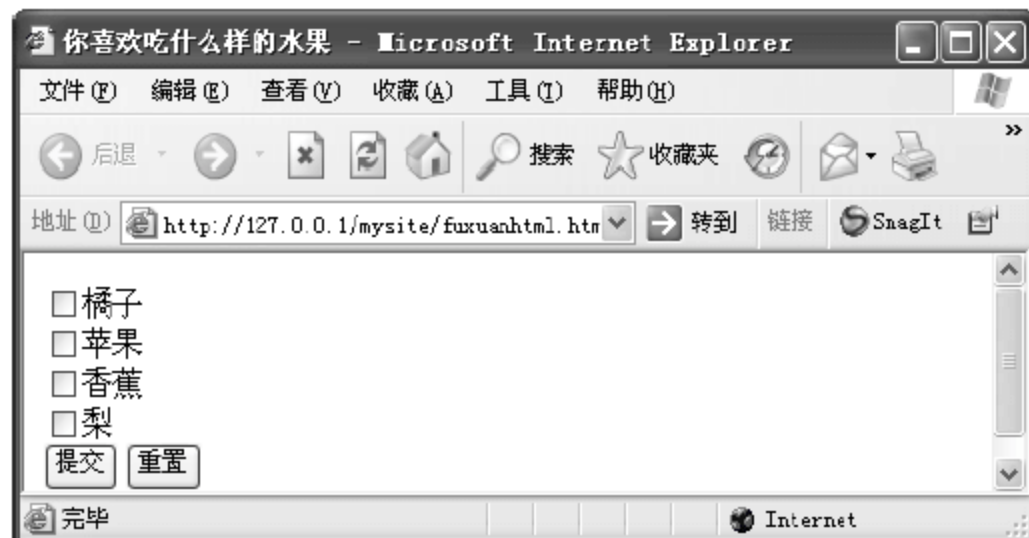 你喜欢吃什么样的水果 - Microsoft Internet Explorer
文件(F) 编辑(E) 查看(V) 收藏(A) 工具(T) 帮助(H)
后退 搜索 收藏夹 »
地址(D) http://127.0.0.1/mysite/fuxuanhtml.htm 转到 链接 SnagIt
橘子
苹果
香蕉
梨
提交 重置
完毕 Internet